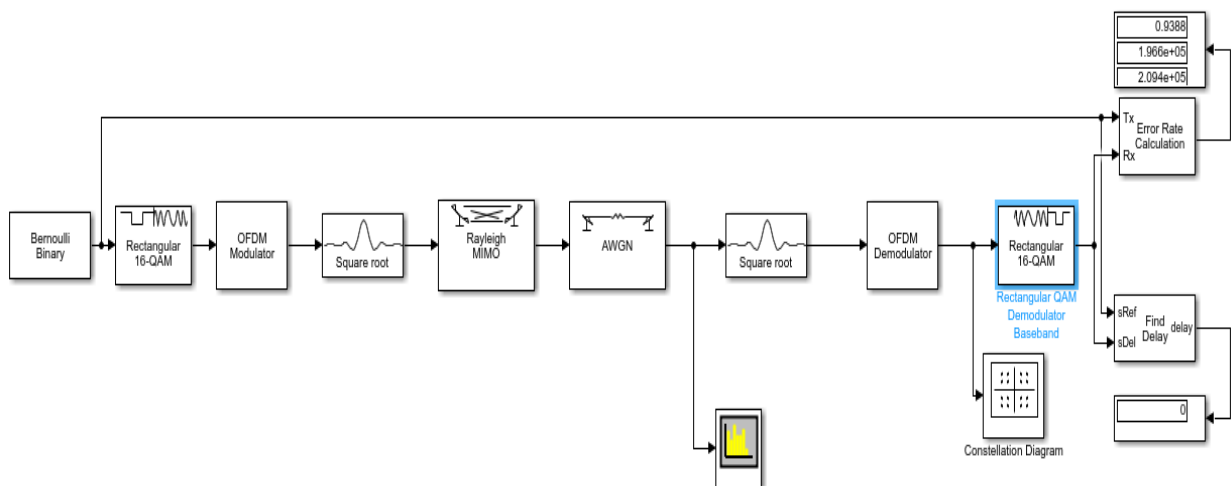 0.9388
1.966e+05
2.094e+05
Tx
Rx
Error Rate
Calculation
Bernoulli
Binary
Rectangular
16-QAM
OFDM
Modulator
Square root
Rayleigh
MIMO
AWGN
Square root
OFDM
Demodulator
Rectangular
16-QAM
Rectangular QAM
Demodulator
Baseband
sRef
sDel
Find
Delay
delay
0
Constellation Diagram